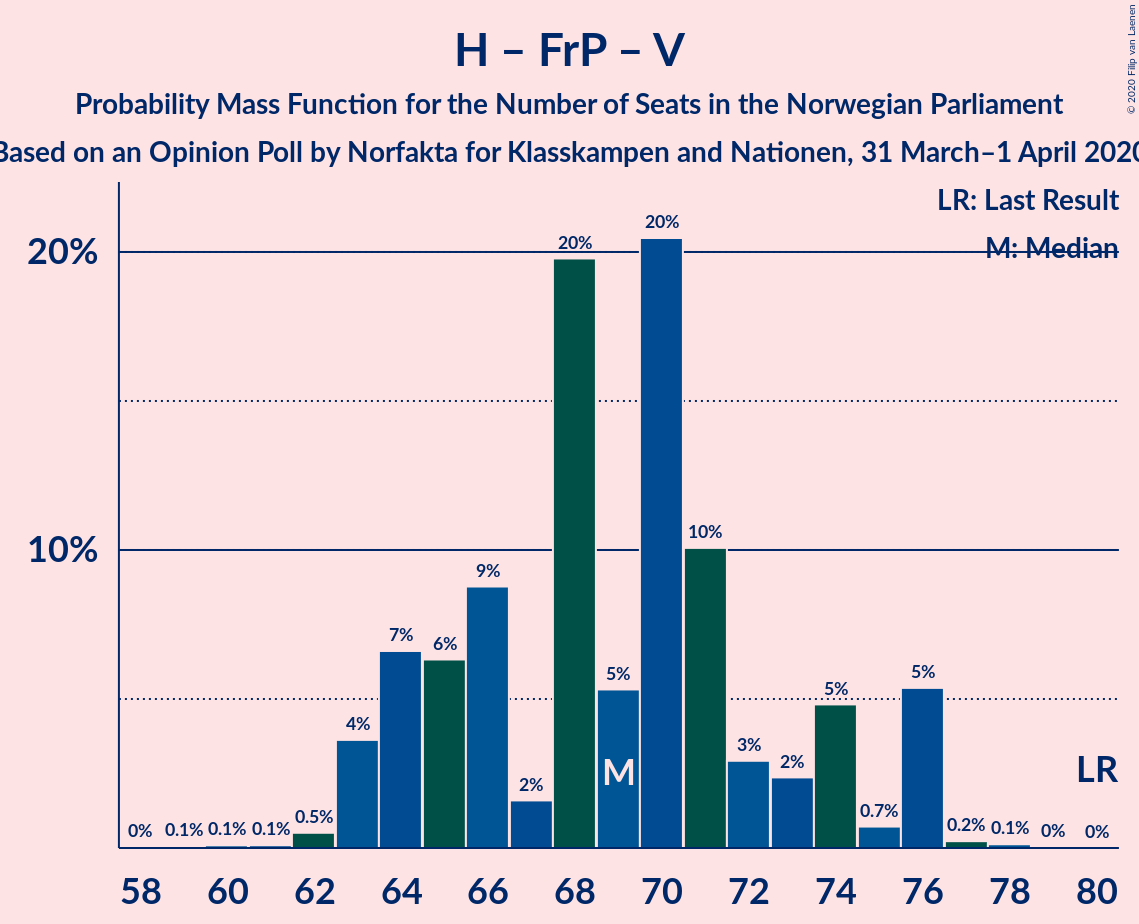 H – FrP – V
Probability Mass Function for the Number of Seats in the Norwegian Parliament
Based on an Opinion Poll by Norfakta for Klasskampen and Nationen, 31 March–1 April 2020
© 2020 Filip van Laenen
LR: Last Result
M: Median
20%
10%
0%
0.1%
0.1%
0.1%
0.5%
4%
7%
6%
9%
2%
20%
5%
20%
10%
3%
2%
5%
5%
0.7%
0.2%
0.1%
0%
0%
M
LR
58 60 62 64 66 68 70 72 74 76 78 80